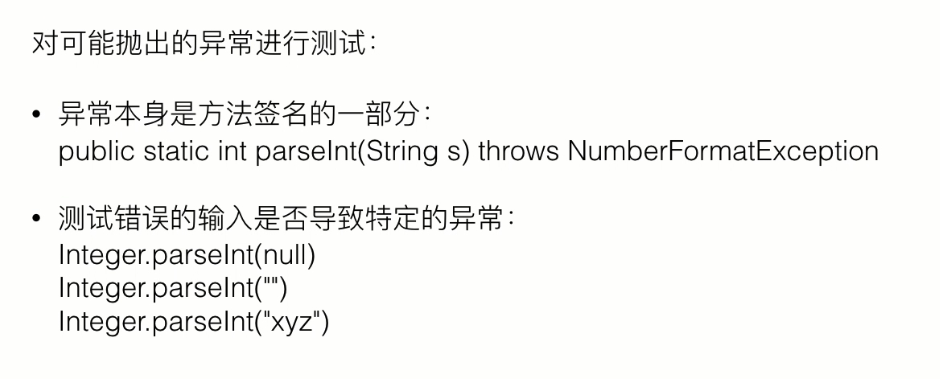 对可能抛出的异常进行测试：
• 异常本身是方法签名的一部分：
public static int parseInt(String s) throws NumberFormatException
• 测试错误的输入是否导致特定的异常：
Integer.parseInt(null)
Integer.parseInt("")
Integer.parseInt("xyz")